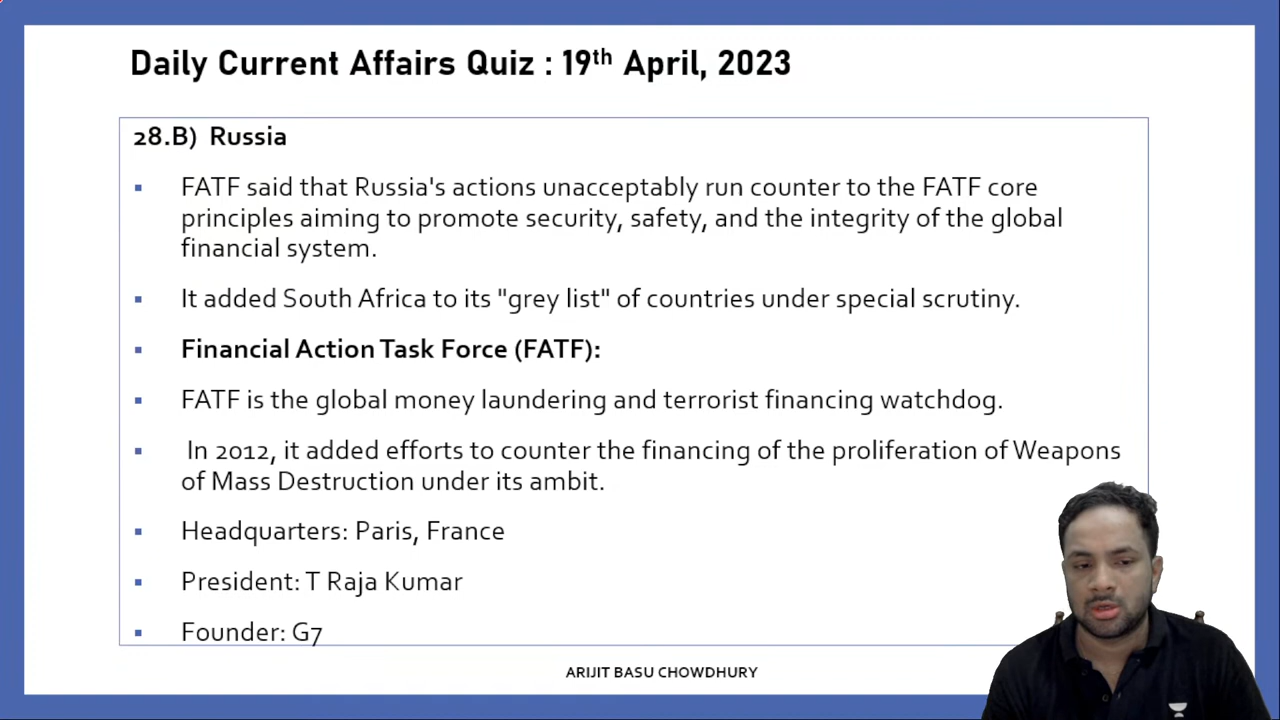 Daily Current Affairs Quiz : 19th April, 2023
28.B) Russia
▪ FATF said that Russia's actions unacceptably run counter to the FATF core
principles aiming to promote security, safety, and the integrity of the global
financial system.
▪ It added South Africa to its "grey list" of countries under special scrutiny.
▪ Financial Action Task Force (FATF):
▪ FATF is the global money laundering and terrorist financing watchdog.
▪ In 2012, it added efforts to counter the financing of the proliferation of Weapons
of Mass Destruction under its ambit.
▪ Headquarters: Paris, France
▪ President: T Raja Kumar
▪ Founder: G7
ARIJIT BASU CHOWDHURY